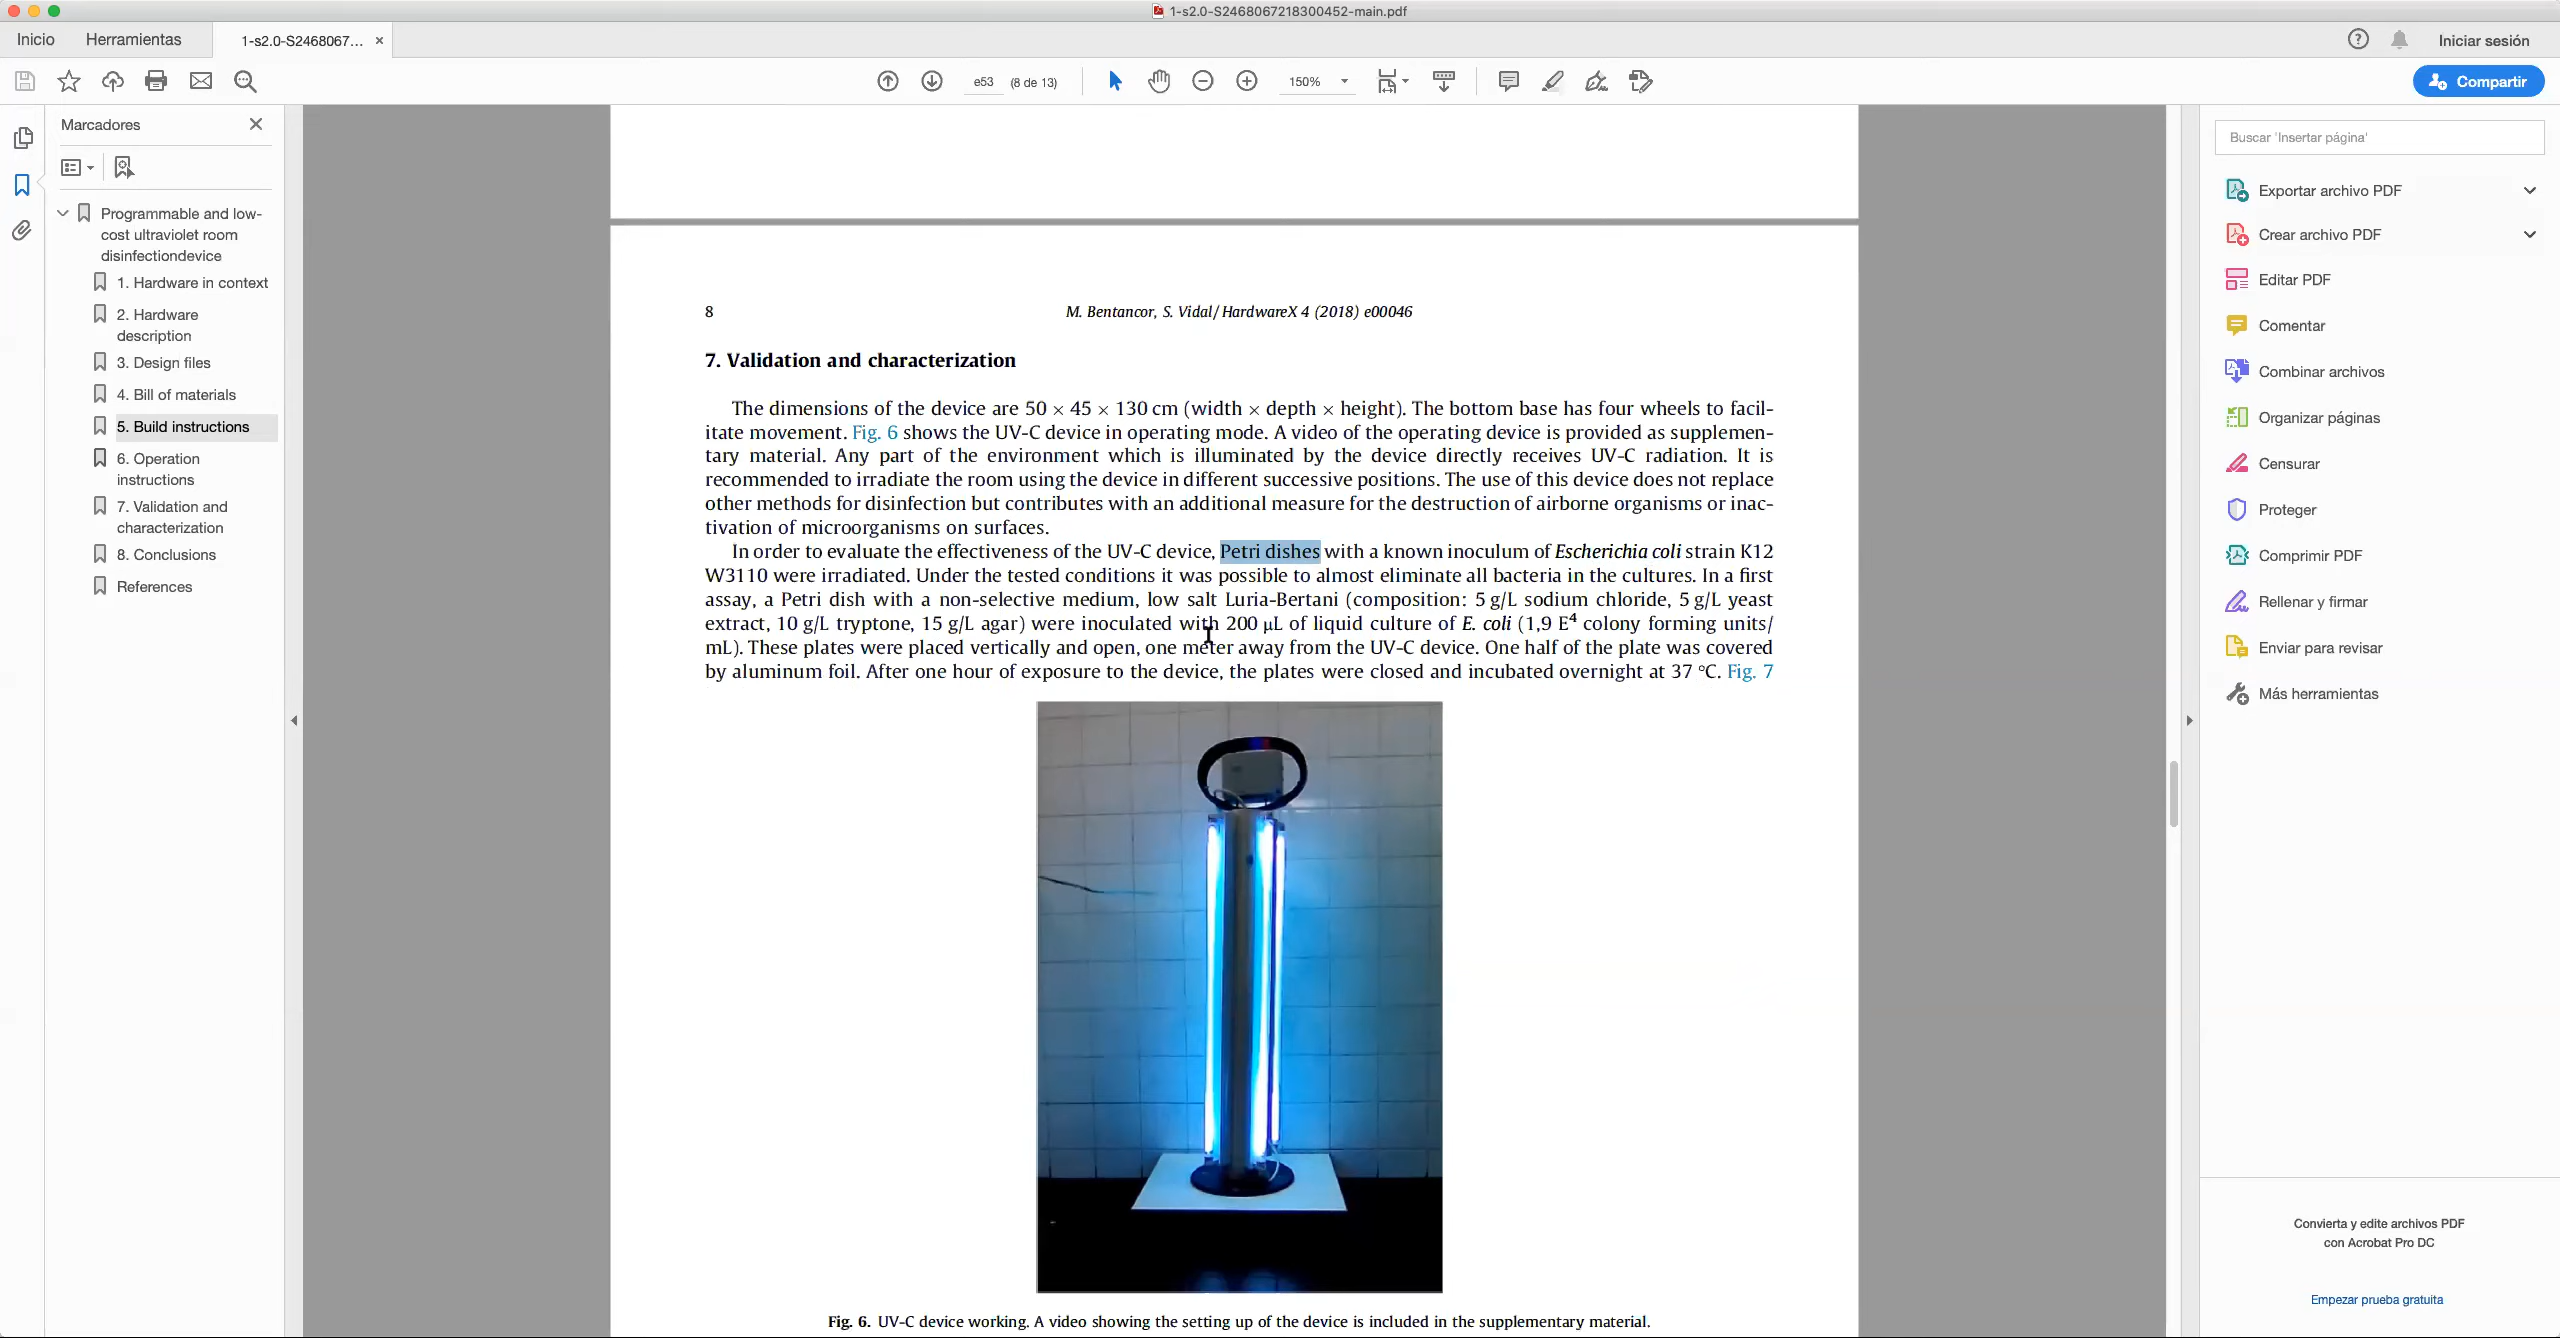 1-s2.0-S2468067218300452-main.pdf
Inicio
Herramientas
1-s2.0-S2468067...
Iniciar sesión
e53
(8 de 13)
150%
Compartir
Marcadores
Programmable and low-
cost ultraviolet room
disinfectiondevice
1. Hardware in context
2. Hardware
description
3. Design files
4. Bill of materials
5. Build instructions
6. Operation
instructions
7. Validation and
characterization
8. Conclusions
References
8
M. Bentancor, S. Vidal / HardwareX 4 (2018) e00046
7. Validation and characterization
The dimensions of the device are 50 × 45 × 130 cm (width × depth × height). The bottom base has four wheels to facil-
itate movement. Fig. 6 shows the UV-C device in operating mode. A video of the operating device is provided as supplemen-
tary material. Any part of the environment which is illuminated by the device directly receives UV-C radiation. It is
recommended to irradiate the room using the device in different successive positions. The use of this device does not replace
other methods for disinfection but contributes with an additional measure for the destruction of airborne organisms or inac-
tivation of microorganisms on surfaces.
In order to evaluate the effectiveness of the UV-C device, Petri dishes with a known inoculum of Escherichia coli strain K12
W3110 were irradiated. Under the tested conditions it was possible to almost eliminate all bacteria in the cultures. In a first
assay, a Petri dish with a non-selective medium, low salt Luria-Bertani (composition: 5 g/L sodium chloride, 5 g/L yeast
extract, 10 g/L tryptone, 15 g/L agar) were inoculated with 200 µL of liquid culture of E. coli (1,9 E⁴ colony forming units/
mL). These plates were placed vertically and open, one meter away from the UV-C device. One half of the plate was covered
by aluminum foil. After one hour of exposure to the device, the plates were closed and incubated overnight at 37 °C. Fig. 7
Fig. 6. UV-C device working. A video showing the setting up of the device is included in the supplementary material.
Buscar 'Insertar página'
Exportar archivo PDF
Crear archivo PDF
Editar PDF
Comentar
Combinar archivos
Organizar páginas
Censurar
Proteger
Comprimir PDF
Rellenar y firmar
Enviar para revisar
Más herramientas
Convierta y edite archivos PDF
con Acrobat Pro DC
Empezar prueba gratuita